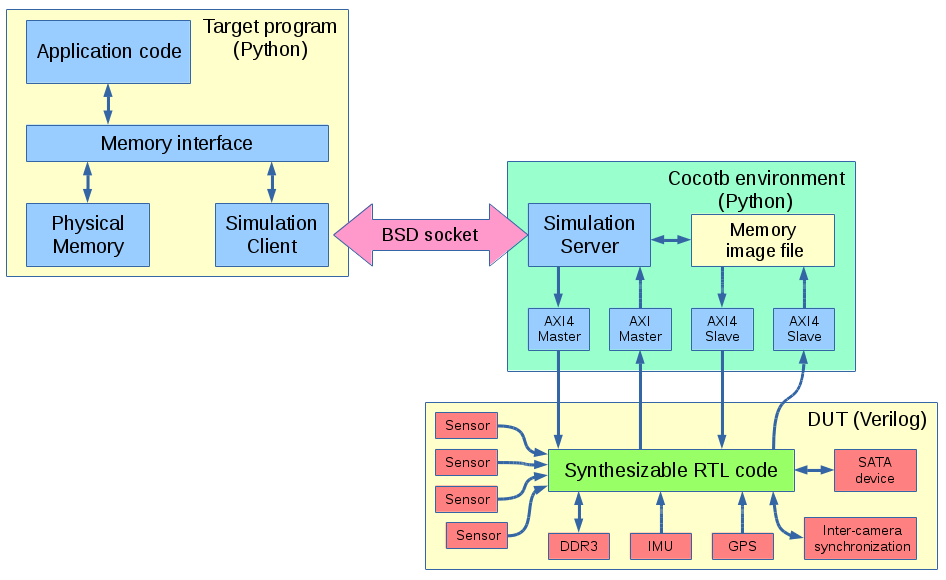 Target program
(Python)
Application code
Memory interface
Physical
Memory
Simulation
Client
BSD socket
Cocotb environment
(Python)
Simulation
Server
Memory
image file
AXI4
Master
AXI
Master
AXI4
Slave
AXI4
Slave
DUT (Verilog)
Sensor
Sensor
Sensor
Sensor
Synthesizable RTL code
SATA
device
DDR3
IMU
GPS
Inter-camera
synchronization